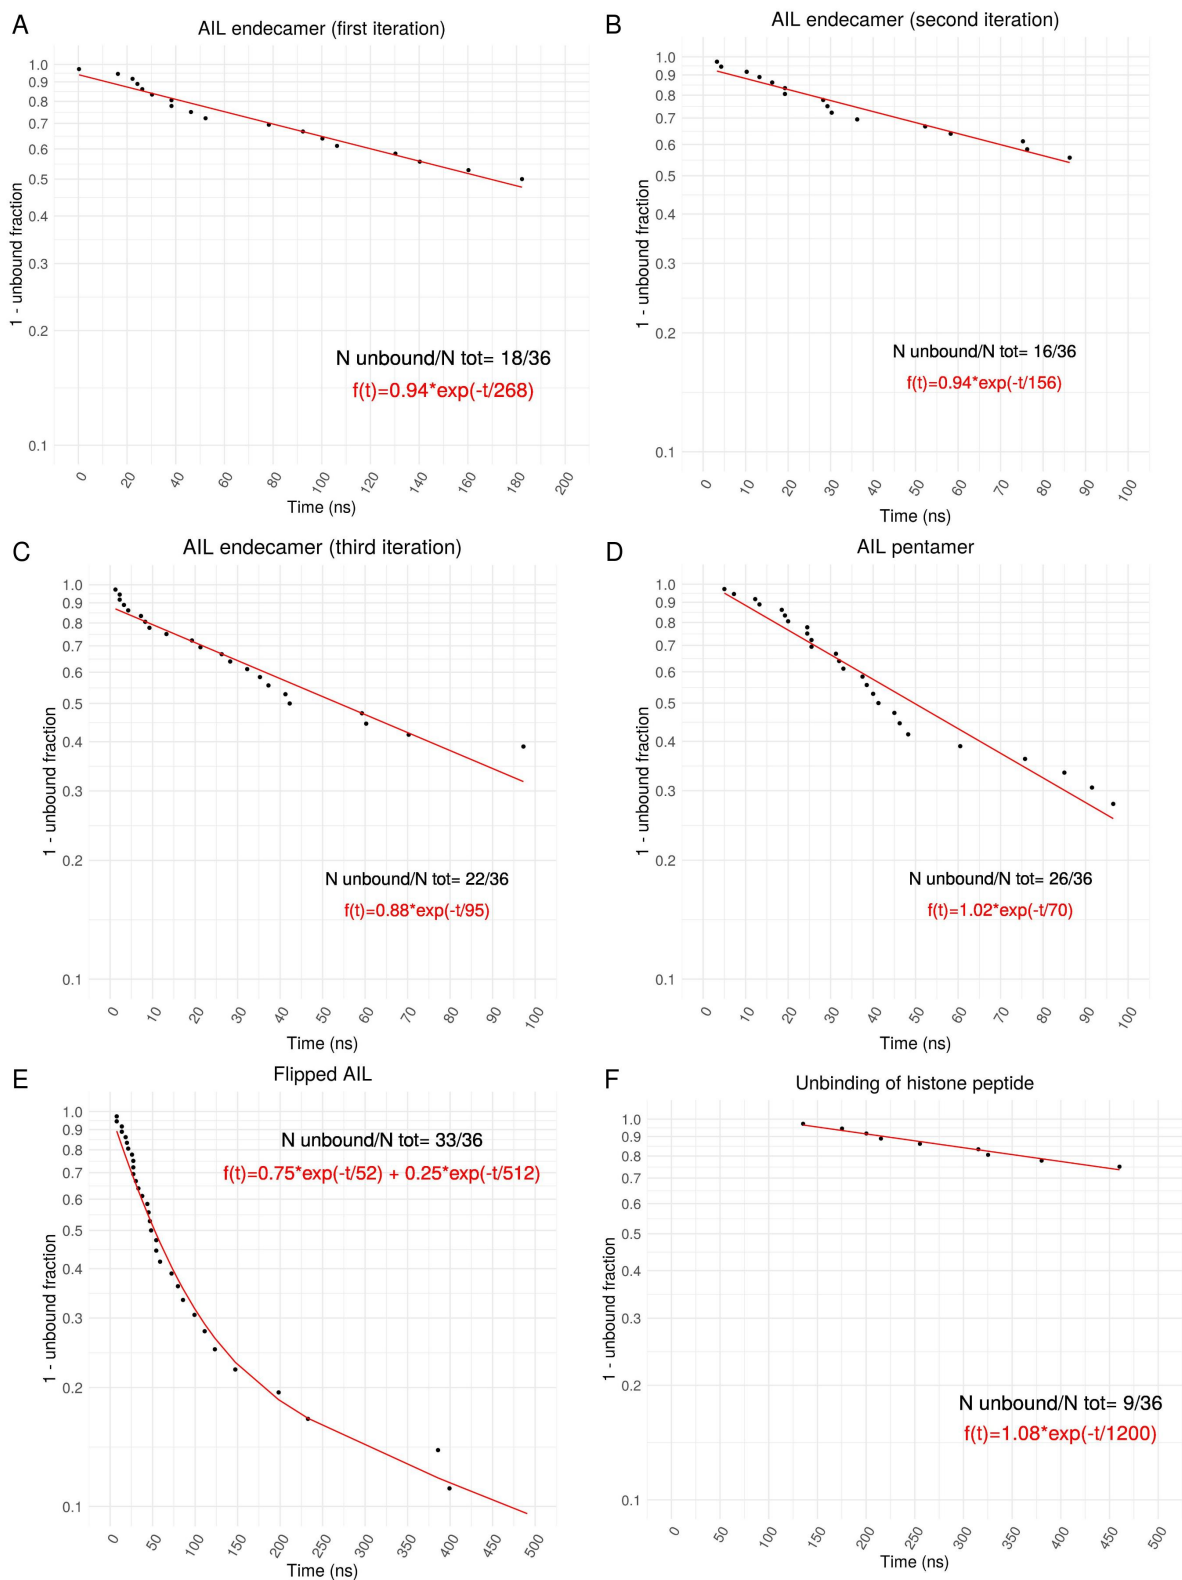 A
AIL endecamer (first iteration)
1 - unbound fraction
1.0
0.9
0.8
0.7
0.6
0.5
0.4
0.3
0.2
0.1
N unbound/N tot= 18/36
f(t)=0.94*exp(-t/268)
0 20 40 60 80 100 120 140 160 180 200
Time (ns)
B
AIL endecamer (second iteration)
1 - unbound fraction
1.0
0.9
0.8
0.7
0.6
0.5
0.4
0.3
0.2
0.1
N unbound/N tot= 16/36
f(t)=0.94*exp(-t/156)
0 10 20 30 40 50 60 70 80 90 100
Time (ns)
C
AIL endecamer (third iteration)
1 - unbound fraction
1.0
0.9
0.8
0.7
0.6
0.5
0.4
0.3
0.2
0.1
N unbound/N tot= 22/36
f(t)=0.88*exp(-t/95)
0 10 20 30 40 50 60 70 80 90 100
Time (ns)
D
AIL pentamer
1 - unbound fraction
1.0
0.9
0.8
0.7
0.6
0.5
0.4
0.3
0.2
0.1
N unbound/N tot= 26/36
f(t)=1.02*exp(-t/70)
0 10 20 30 40 50 60 70 80 90 100
Time (ns)
E
Flipped AIL
1 - unbound fraction
1.0
0.9
0.8
0.7
0.6
0.5
0.4
0.3
0.2
0.1
N unbound/N tot= 33/36
f(t)=0.75*exp(-t/52) + 0.25*exp(-t/512)
0 50 100 150 200 250 300 350 400 450 500
Time (ns)
F
Unbinding of histone peptide
1 - unbound fraction
1.0
0.9
0.8
0.7
0.6
0.5
0.4
0.3
0.2
0.1
N unbound/N tot= 9/36
f(t)=1.08*exp(-t/1200)
0 50 100 150 200 250 300 350 400 450 500
Time (ns)